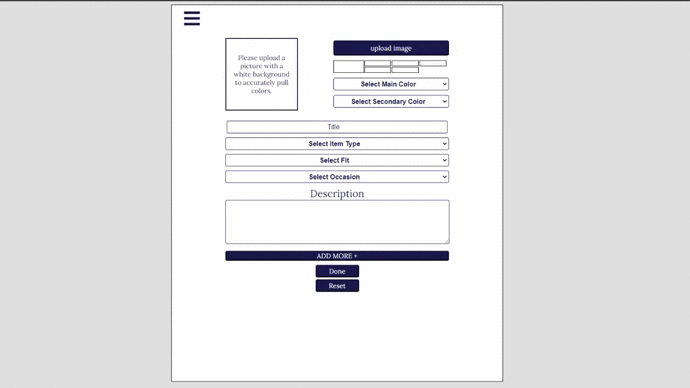 upload image
Please upload a
picture with a
white background
to accurately pull
colors.
Select Main Color
Select Secondary Color
Title
Select Item Type
Select Fit
Select Occasion
Description
ADD MORE +
Done
Reset